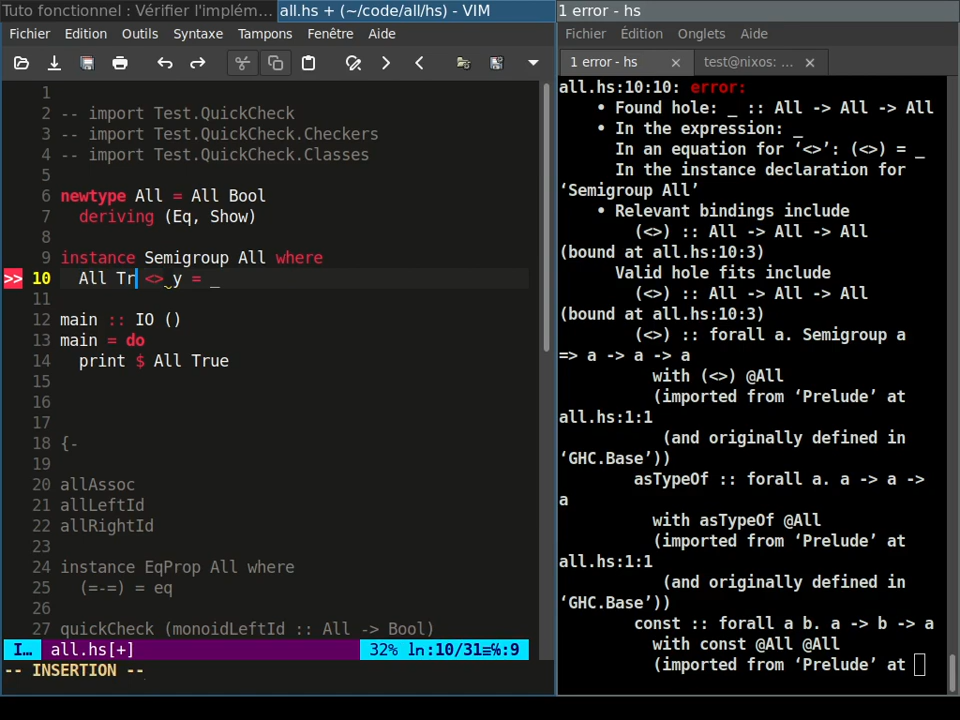 Tuto fonctionnel : Vérifier l'implém…
all.hs + (~/code/all/hs) - VIM
Fichier Edition Outils Syntaxe Tampons Fenêtre Aide
1
2 -- import Test.QuickCheck
3 -- import Test.QuickCheck.Checkers
4 -- import Test.QuickCheck.Classes
5
6 newtype All = All Bool
7   deriving (Eq, Show)
8
9 instance Semigroup All where
>> 10   All Tr <> y = _
11
12 main :: IO ()
13 main = do
14   print $ All True
15
16
17
18 {-
19
20 allAssoc
21 allLeftId
22 allRightId
23
24 instance EqProp All where
25   (=-=) = eq
26
27 quickCheck (monoidLeftId :: All -> Bool)
I… all.hs[+] 32% ln:10/31≡℅:9
-- INSERTION --
1 error - hs
Fichier Édition Onglets Aide
1 error - hs × test@nixos: ... ×
all.hs:10:10: error:
    • Found hole: _ :: All -> All -> All
    • In the expression: _
      In an equation for ‘<>’: (<>) = _
      In the instance declaration for
‘Semigroup All’
    • Relevant bindings include
        (<>) :: All -> All -> All
(bound at all.hs:10:3)
      Valid hole fits include
        (<>) :: All -> All -> All
(bound at all.hs:10:3)
        (<>) :: forall a. Semigroup a
=> a -> a -> a
          with (<>) @All
          (imported from ‘Prelude’ at
all.hs:1:1
           (and originally defined in
‘GHC.Base’))
        asTypeOf :: forall a. a -> a ->
a
          with asTypeOf @All
          (imported from ‘Prelude’ at
all.hs:1:1
           (and originally defined in
‘GHC.Base’))
        const :: forall a b. a -> b -> a
          with const @All @All
          (imported from ‘Prelude’ at